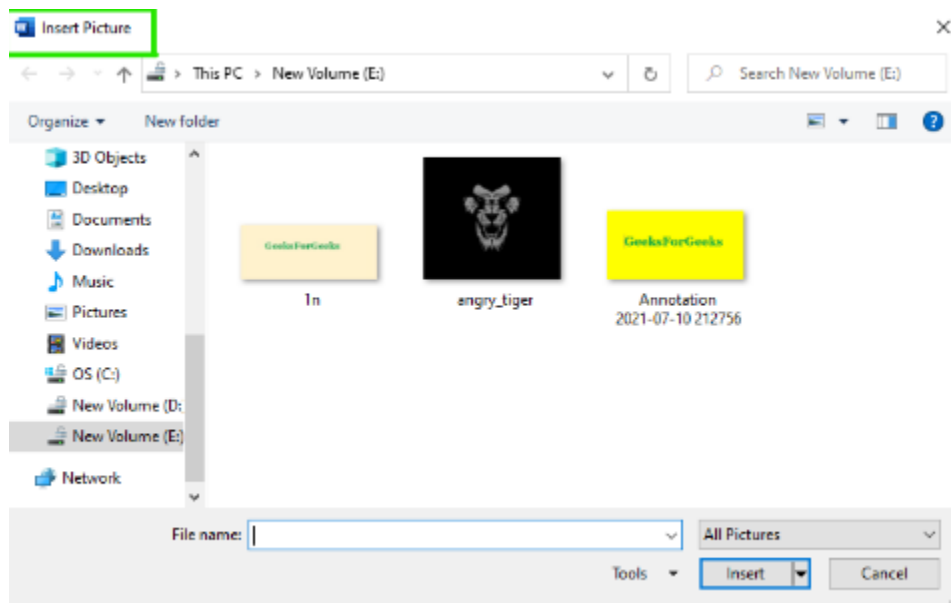 Insert Picture
This PC > New Volume (E:)
Search New Volume (E:)
Organize
New folder
3D Objects
Desktop
Documents
Downloads
Music
Pictures
Videos
OS (C:)
New Volume (D:
New Volume (E:)
Network
GeeksForGeeks
1n
angry_tiger
GeeksForGeeks
Annotation
2021-07-10 212756
File name:
All Pictures
Tools
Insert
Cancel